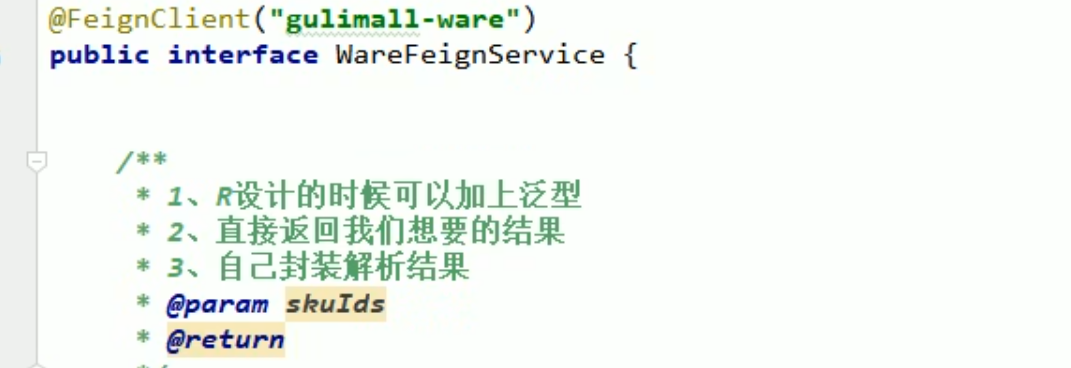 @FeignClient("gulimall-ware")
public interface WareFeignService {
/**
* 1、R设计的时候可以加上泛型
* 2、直接返回我们想要的结果
* 3、自己封装解析结果
* @param skuIds
* @return